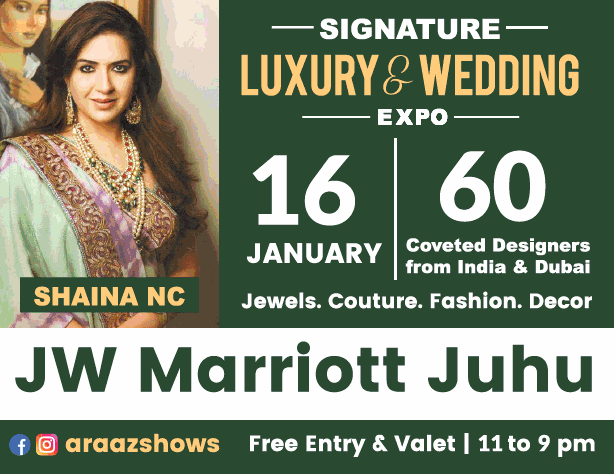 SIGNATURE
LUXURY & WEDDING
EXPO
16
JANUARY
60
Coveted Designers
from India & Dubai
Jewels. Couture. Fashion. Decor
SHAINA NC
JW Marriott Juhu
araazshows
Free Entry & Valet | 11 to 9 pm